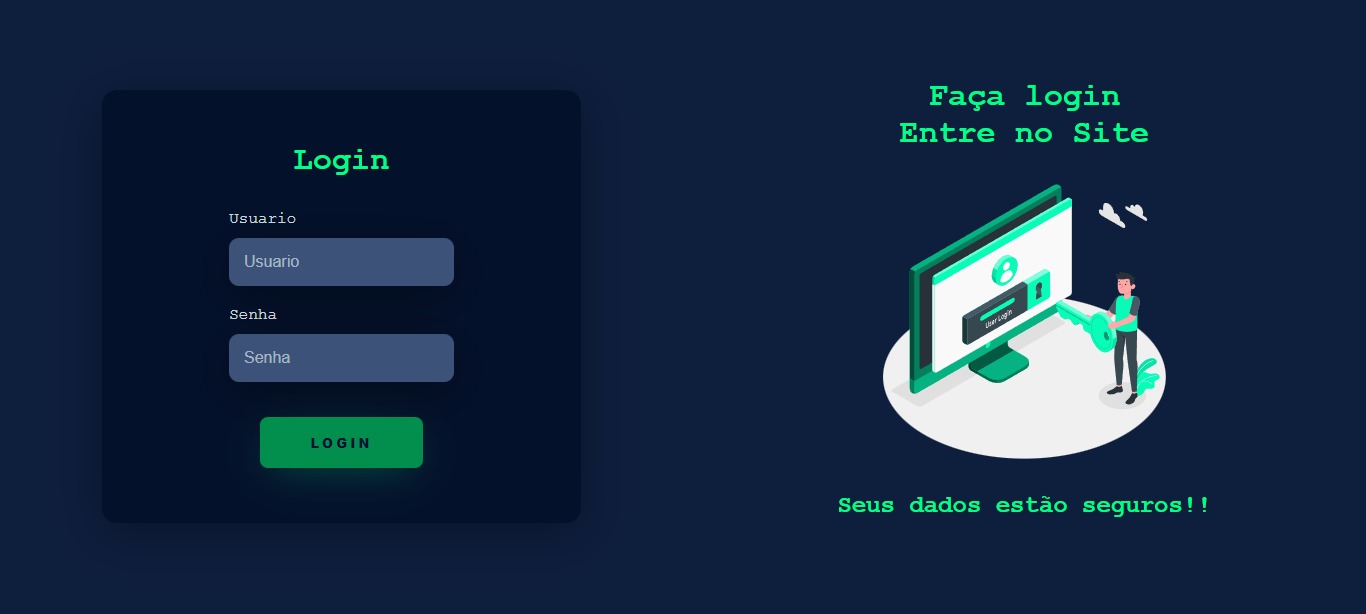 Login
Usuario
Usuario
Senha
Senha
LOGIN
Faça login
Entre no Site
User Login
Seus dados estão seguros!!